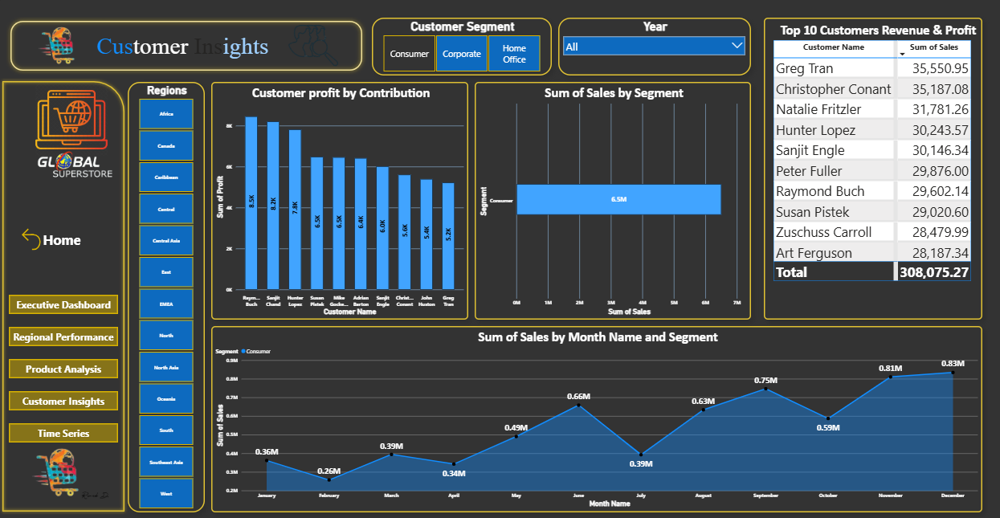 Customer Insights
Customer Segment
Consumer
Corporate
Home
Office
Year
All
Top 10 Customers Revenue & Profit
Customer Name Sum of Sales
Greg Tran 35,550.95
Christopher Conant 35,187.08
Natalie Fritzler 31,781.26
Hunter Lopez 30,243.57
Sanjit Engle 30,146.34
Peter Fuller 29,876.00
Raymond Buch 29,602.14
Susan Pistek 29,020.60
Zuschuss Carroll 28,479.99
Art Ferguson 28,187.34
Total 308,075.27
GLOBAL
SUPERSTORE
Home
Executive Dashboard
Regional Performance
Product Analysis
Customer Insights
Time Series
Regions
Africa
Canada
Caribbean
Central
Central Asia
East
EMEA
North
North Asia
Oceania
South
Southeast Asia
West
Customer profit by Contribution
Sum of Profit
8K
6K
4K
2K
0K
8.5K
8.2K
7.8K
6.5K
6.5K
6.4K
6.0K
5.6K
5.4K
5.2K
Raym... Sanjit Hunter Susan Mike Adrian Sanjit Christ... John Greg
Buch Chand Lopez Pistek Gocke... Barton Engle Conant Huston Tran
Customer Name
Sum of Sales by Segment
Segment
Consumer
6.5M
0M 1M 2M 3M 4M 5M 6M 7M
Sum of Sales
Sum of Sales by Month Name and Segment
Segment Consumer
Sum of Sales
0.9M
0.8M
0.7M
0.6M
0.5M
0.4M
0.3M
0.2M
0.36M
0.26M
0.39M
0.34M
0.49M
0.66M
0.39M
0.63M
0.75M
0.59M
0.81M
0.83M
January February March April May June July August September October November December
Month Name